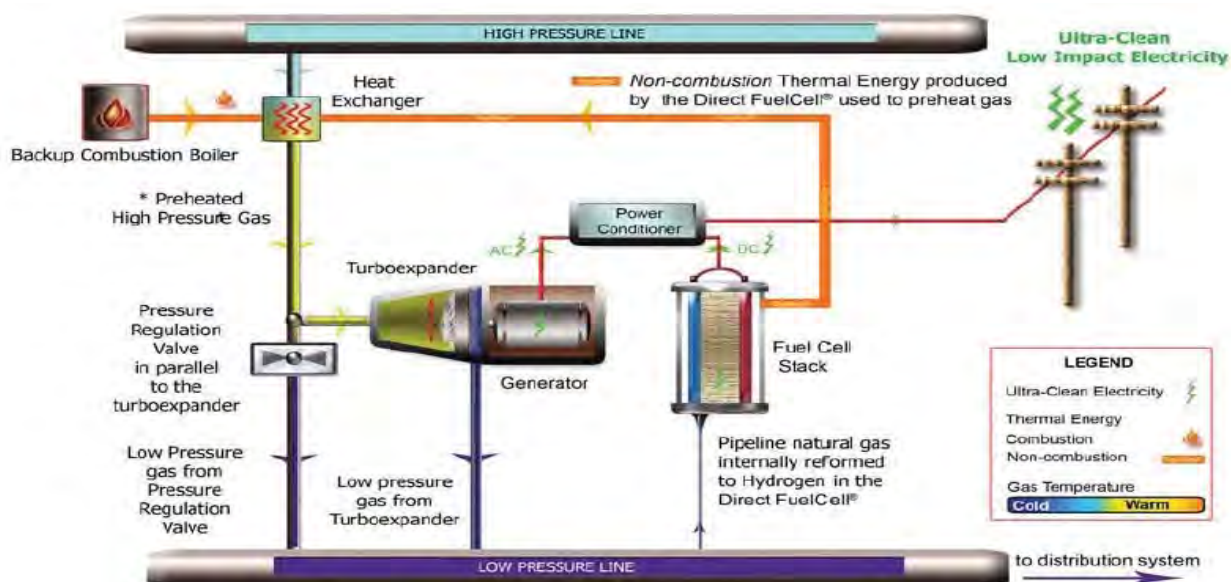 HIGH PRESSURE LINE
Ultra-Clean
Low Impact Electricity
Heat
Exchanger
Non-combustion Thermal Energy produced
by the Direct FuelCell® used to preheat gas
Backup Combustion Boiler
* Preheated
High Pressure Gas
Power
Conditioner
AC
DC
Turboexpander
Pressure
Regulation
Valve
in parallel
to the
turboexpander
Generator
Fuel Cell
Stack
LEGEND
Ultra-Clean Electricity
Thermal Energy
Combustion
Non-combustion
Gas Temperature
Cold
Warm
Low Pressure
gas from
Pressure
Regulation
Valve
Low pressure
gas from
Turboexpander
Pipeline natural gas
internally reformed
to Hydrogen in the
Direct FuelCell®
LOW PRESSURE LINE
to distribution system